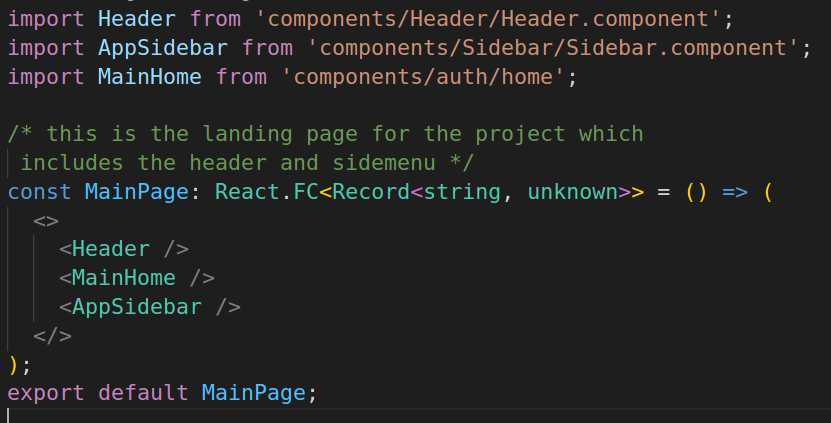 import Header from 'components/Header/Header.component';
import AppSidebar from 'components/Sidebar/Sidebar.component';
import MainHome from 'components/auth/home';
/* this is the landing page for the project which
includes the header and sidemenu */
const MainPage: React.FC<Record<string, unknown>> = () => (
<>
<Header />
<MainHome />
<AppSidebar />
</>
);
export default MainPage;